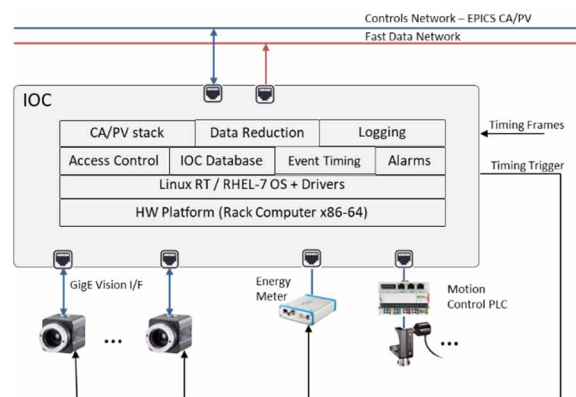 Controls Network – EPICS CA/PV
Fast Data Network
IOC
CA/PV stack
Data Reduction
Logging
Timing Frames
Access Control
IOC Database
Event Timing
Alarms
Timing Trigger
Linux RT / RHEL-7 OS + Drivers
HW Platform (Rack Computer x86-64)
GigE Vision I/F
Energy
Meter
Motion
Control PLC
...
...